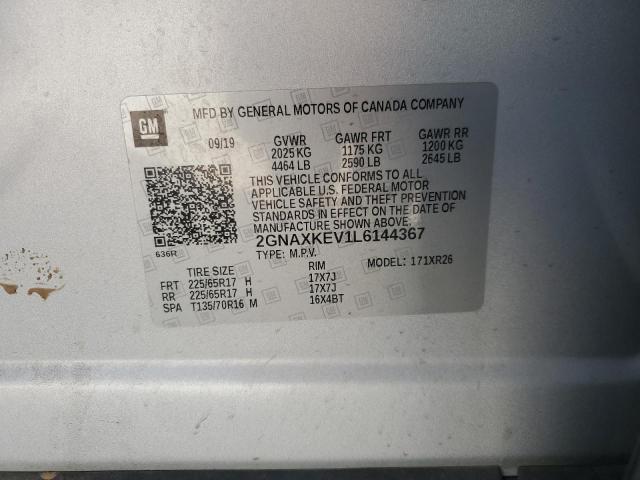 MFD BY GENERAL MOTORS OF CANADA COMPANY
GM
09/19 GVWR GAWR FRT GAWR RR
2025 KG 1175 KG 1200 KG
4464 LB 2590 LB 2645 LB
THIS VEHICLE CONFORMS TO ALL
APPLICABLE U.S. FEDERAL MOTOR
VEHICLE SAFETY AND THEFT PREVENTION
STANDARDS IN EFFECT ON THE DATE OF
MANUFACTURE SHOWN ABOVE.
2GNAXKEV1L6144367
636R
TYPE: M.P.V. MODEL: 171XR26
TIRE SIZE RIM
FRT 225/65R17 H 17X7J
RR 225/65R17 H 17X7J
SPA T135/70R16 M 16X4BT